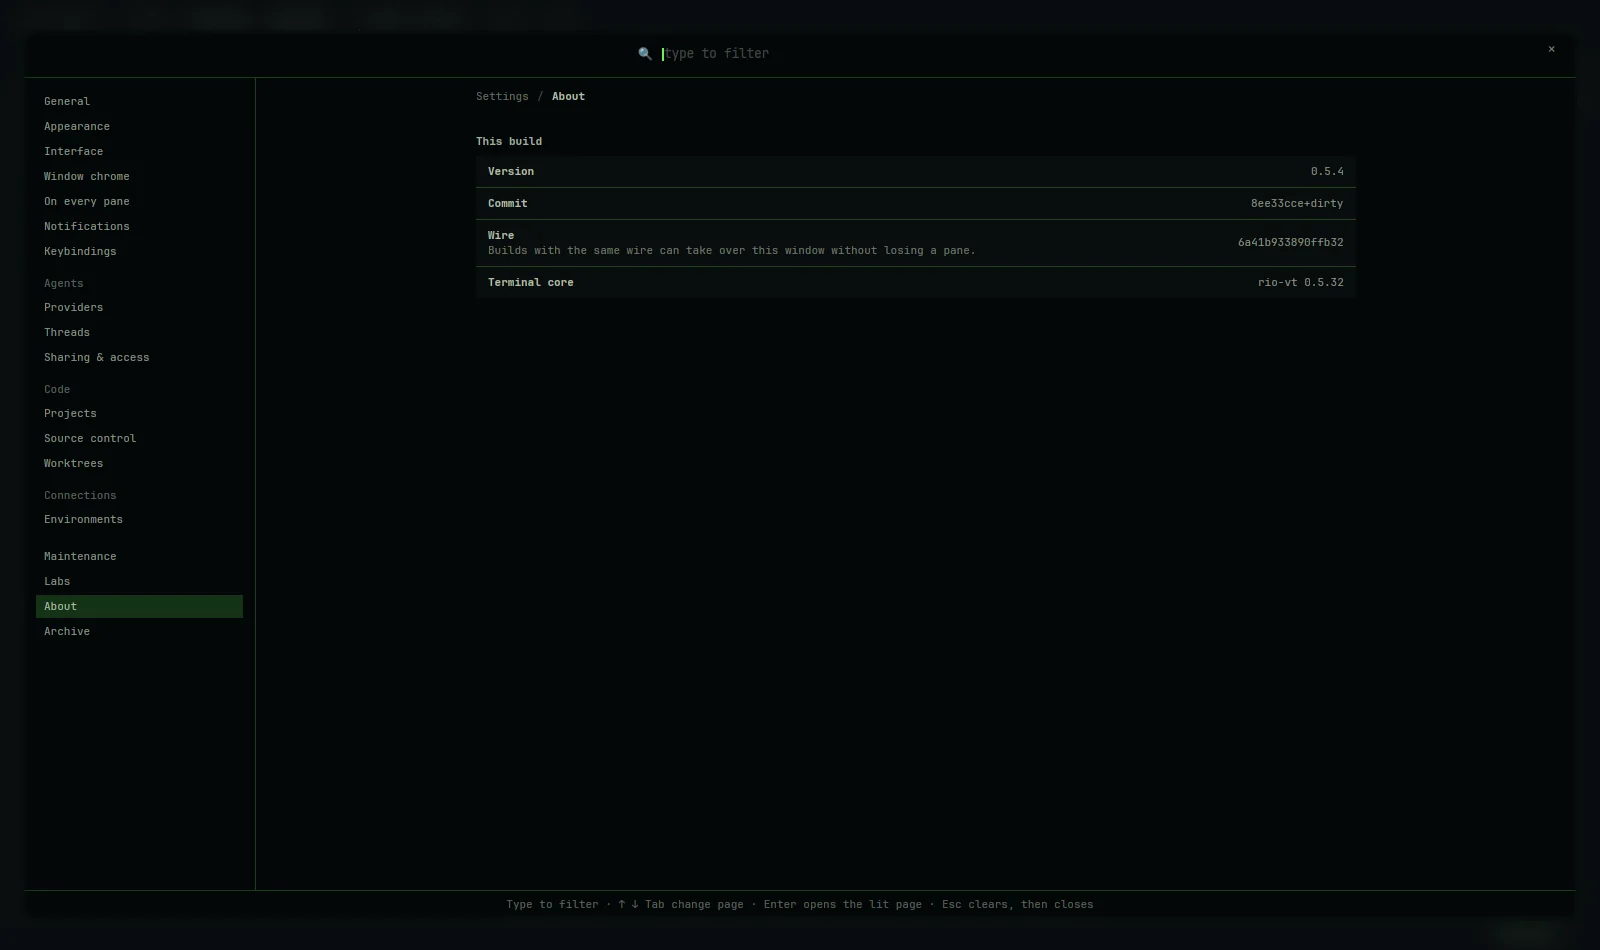 🔍 type to filter
×
General
Appearance
Interface
Window chrome
On every pane
Notifications
Keybindings
Agents
Providers
Threads
Sharing & access
Code
Projects
Source control
Worktrees
Connections
Environments
Maintenance
Labs
About
Archive
Settings / About
This build
Version 0.5.4
Commit 8ee33cce+dirty
Wire 6a41b933890ffb32
Builds with the same wire can take over this window without losing a pane.
Terminal core rio-vt 0.5.32
Type to filter · ↑ ↓ Tab change page · Enter opens the lit page · Esc clears, then closes